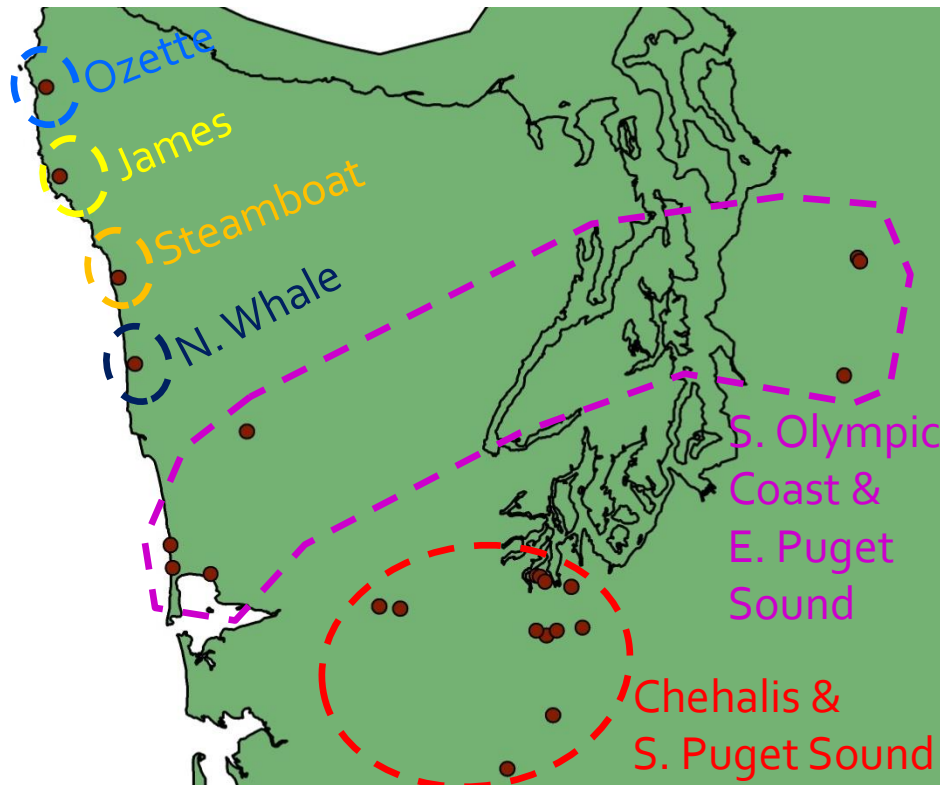 Ozette
James
Steamboat
N. Whale
S. Olympic
Coast &
E. Puget
Sound
Chehalis &
S. Puget Sound